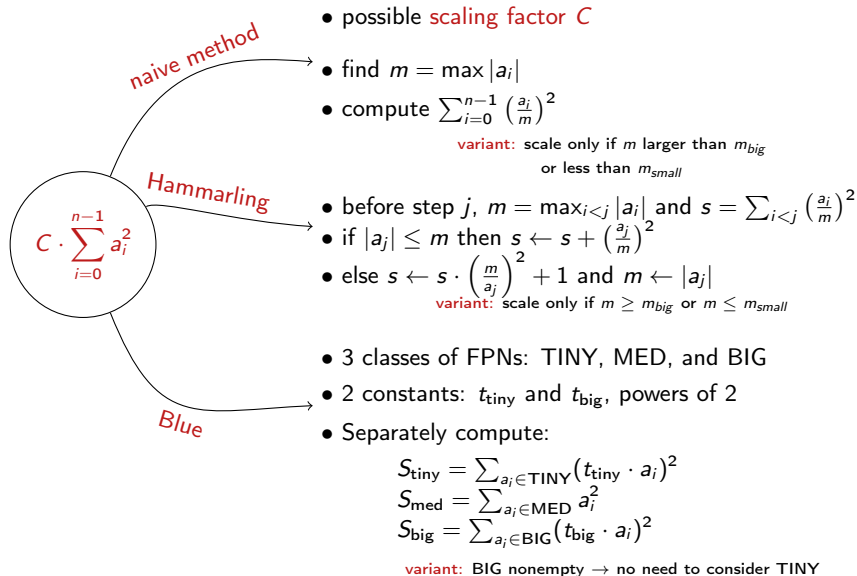 • possible scaling factor C
naive method
• find m = max |a_i|
• compute ∑_{i=0}^{n−1} (a_i/m)^2
variant: scale only if m larger than m_big
or less than m_small
Hammarling
C · ∑_{i=0}^{n−1} a_i^2
• before step j, m = max_{i<j} |a_i| and s = ∑_{i<j} (a_i/m)^2
• if |a_j| ≤ m then s ← s + (a_j/m)^2
• else s ← s · (m/a_j)^2 + 1 and m ← |a_j|
variant: scale only if m ≥ m_big or m ≤ m_small
Blue
• 3 classes of FPNs: TINY, MED, and BIG
• 2 constants: t_tiny and t_big, powers of 2
• Separately compute:
S_tiny = ∑_{a_i∈TINY} (t_tiny · a_i)^2
S_med = ∑_{a_i∈MED} a_i^2
S_big = ∑_{a_i∈BIG} (t_big · a_i)^2
variant: BIG nonempty → no need to consider TINY